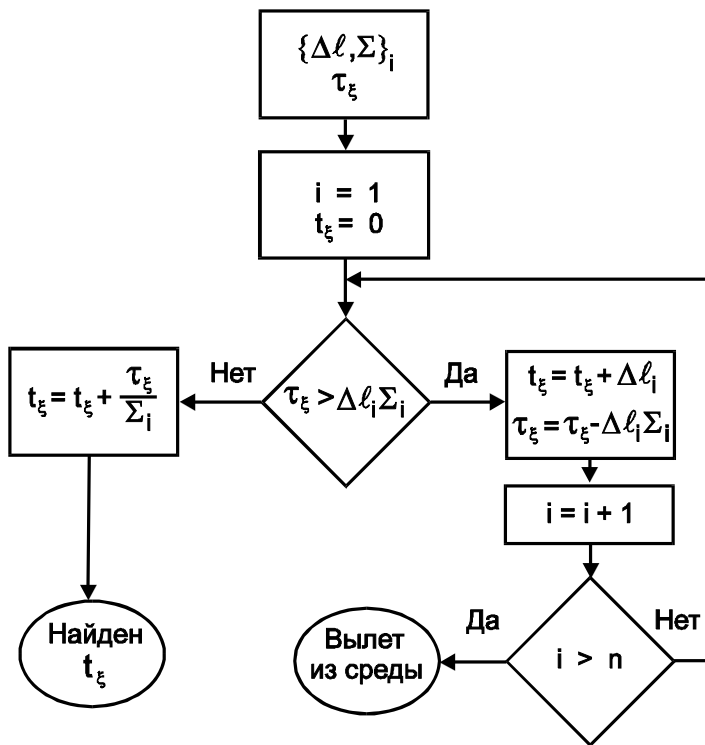 {Δℓ,Σ}ᵢ
τ_ξ
i = 1
t_ξ = 0
Нет
τ_ξ > Δℓᵢ Σᵢ
Да
t_ξ = t_ξ + τ_ξ/Σᵢ
t_ξ = t_ξ + Δℓᵢ
τ_ξ = τ_ξ - Δℓᵢ Σᵢ
i = i + 1
Найден
t_ξ
Вылет
из среды
Да
i > n
Нет